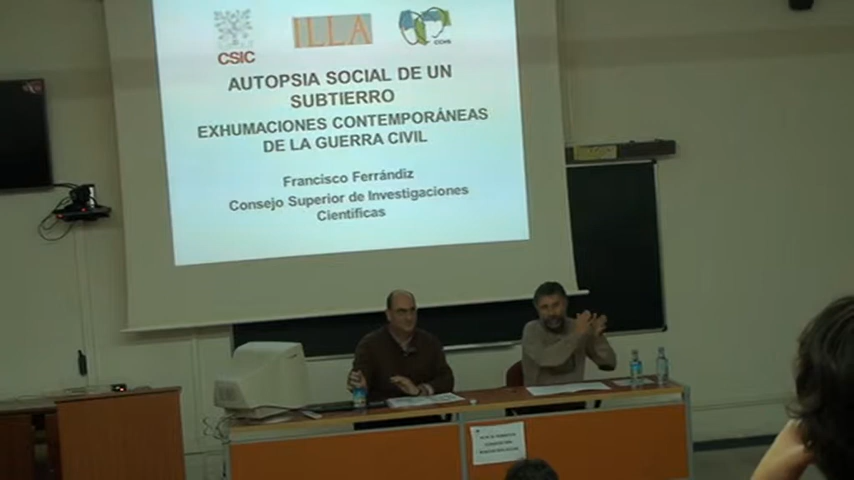 CSIC
ILLA
CCHS
AUTOPSIA SOCIAL DE UN
SUBTIERRO
EXHUMACIONES CONTEMPORÁNEAS
DE LA GUERRA CIVIL
Francisco Ferrándiz
Consejo Superior de Investigaciones
Científicas